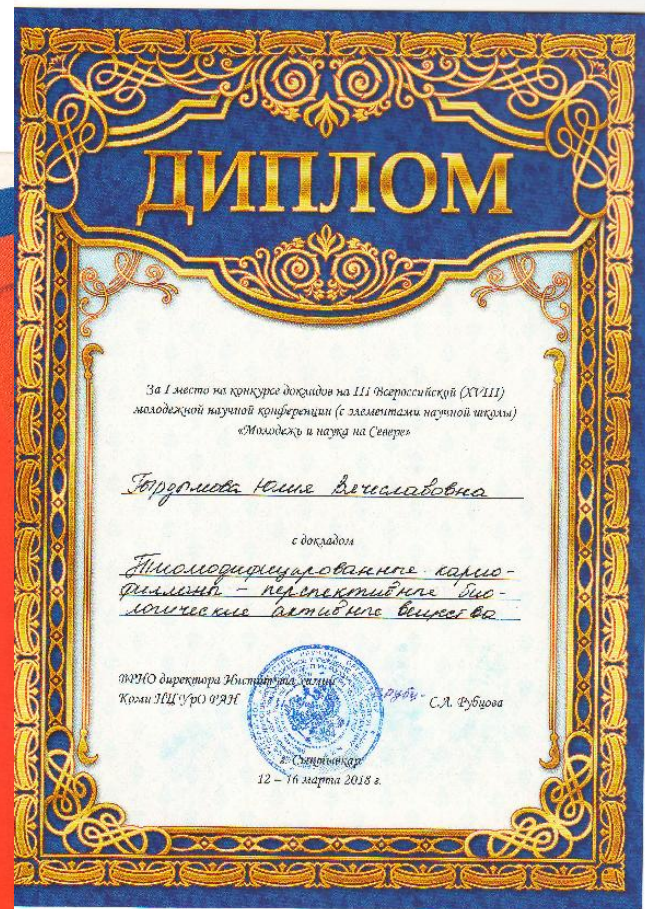 ДИПЛОМ
За I место на конкурсе докладов на III Всероссийской (XVIII)
молодежной научной конференции (с элементами научной школы)
«Молодежь и наука на Севере»
Гырдымова Юлия Вячеславовна
с докладом
Тиомодифицированные карио-
филланы – перспективные био-
логические активные вещества
ВРИО директора Института химии
Коми НЦ УрО РАН
С.А. Рубцова
г. Сыктывкар
12 – 16 марта 2018 г.